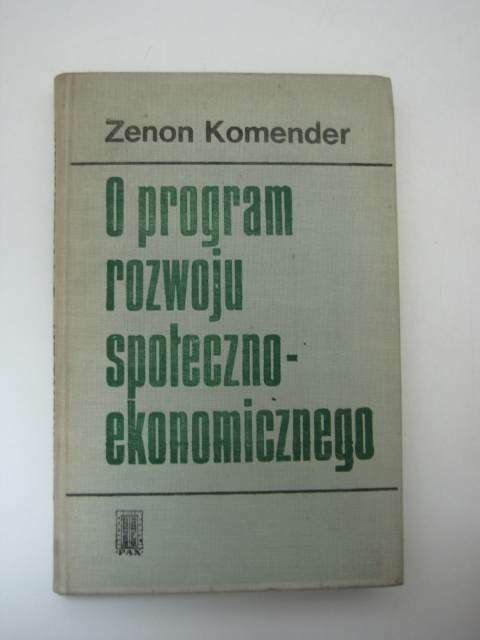 Zenon Komender
O program
rozwoju
społeczno-
ekonomicznego
PAX